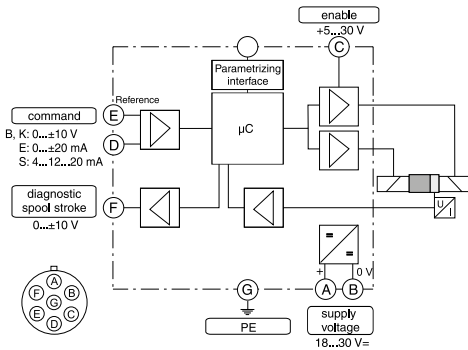 enable
+5...30 V
C
Parametrizing
interface
command
E
Reference
B, K: 0...±10 V
E: 0...±20 mA
S: 4...12...20 mA
D
µC
diagnostic
spool stroke
F
0...±10 V
U
I
=
=
+
0 V
G
A
B
PE
supply
voltage
18...30 V=
A
F
B
G
E
C
D